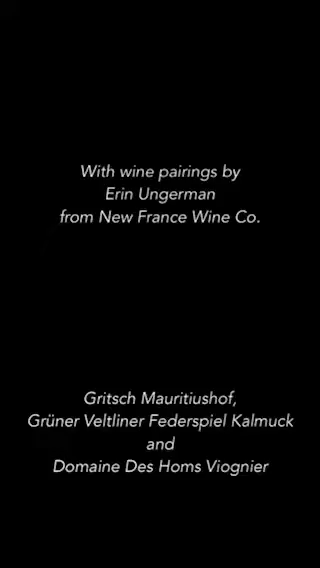 With wine pairings by
Erin Ungerman
from New France Wine Co.
Gritsch Mauritiushof,
Grüner Veltliner Federspiel Kalmuck
and
Domaine Des Homs Viognier